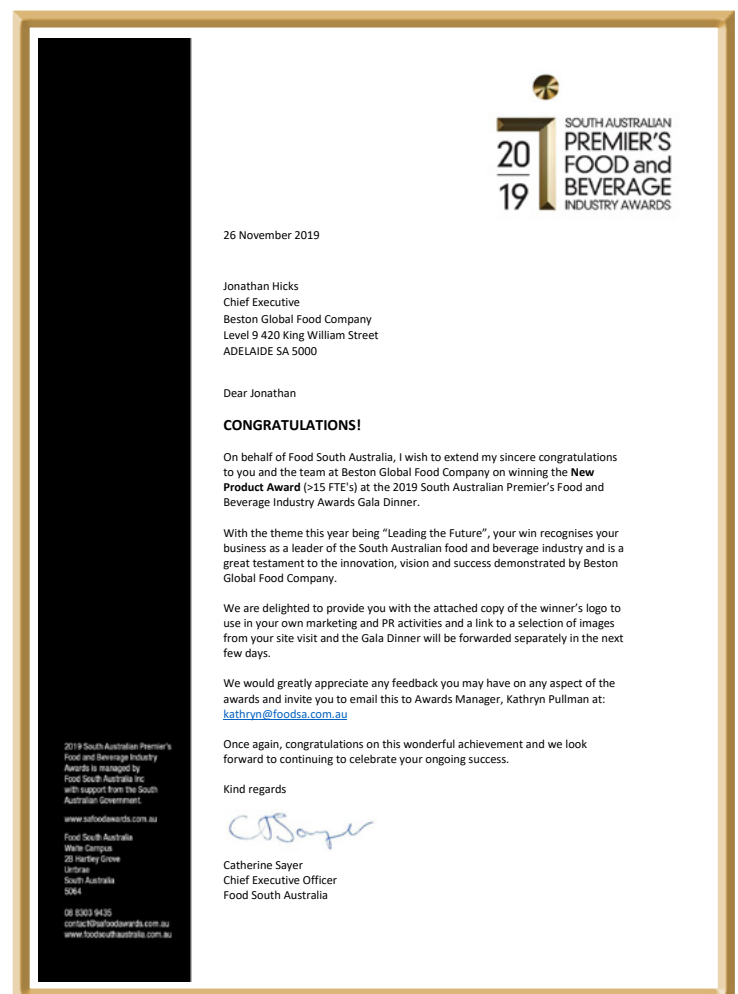 20
19
SOUTH AUSTRALIAN
PREMIER'S
FOOD and
BEVERAGE
INDUSTRY AWARDS
26 November 2019
Jonathan Hicks
Chief Executive
Beston Global Food Company
Level 9 420 King William Street
ADELAIDE SA 5000
Dear Jonathan
CONGRATULATIONS!
On behalf of Food South Australia, I wish to extend my sincere congratulations
to you and the team at Beston Global Food Company on winning the New
Product Award (>15 FTE's) at the 2019 South Australian Premier's Food and
Beverage Industry Awards Gala Dinner.
With the theme this year being “Leading the Future”, your win recognises your
business as a leader of the South Australian food and beverage industry and is a
great testament to the innovation, vision and success demonstrated by Beston
Global Food Company.
We are delighted to provide you with the attached copy of the winner's logo to
use in your own marketing and PR activities and a link to a selection of images
from your site visit and the Gala Dinner will be forwarded separately in the next
few days.
We would greatly appreciate any feedback you may have on any aspect of the
awards and invite you to email this to Awards Manager, Kathryn Pullman at:
kathryn@foodsa.com.au
Once again, congratulations on this wonderful achievement and we look
forward to continuing to celebrate your ongoing success.
Kind regards
CJSayer
Catherine Sayer
Chief Executive Officer
Food South Australia
2019 South Australian Premier's
Food and Beverage Industry
Awards is managed by
Food South Australia Inc
with support from the South
Australian Government.
www.safoodawards.com.au
Food South Australia
Waite Campus
2B Hartley Grove
Urrbrae
South Australia
5064
08 8303 9435
contact@safoodawards.com.au
www.foodsouthaustralia.com.au